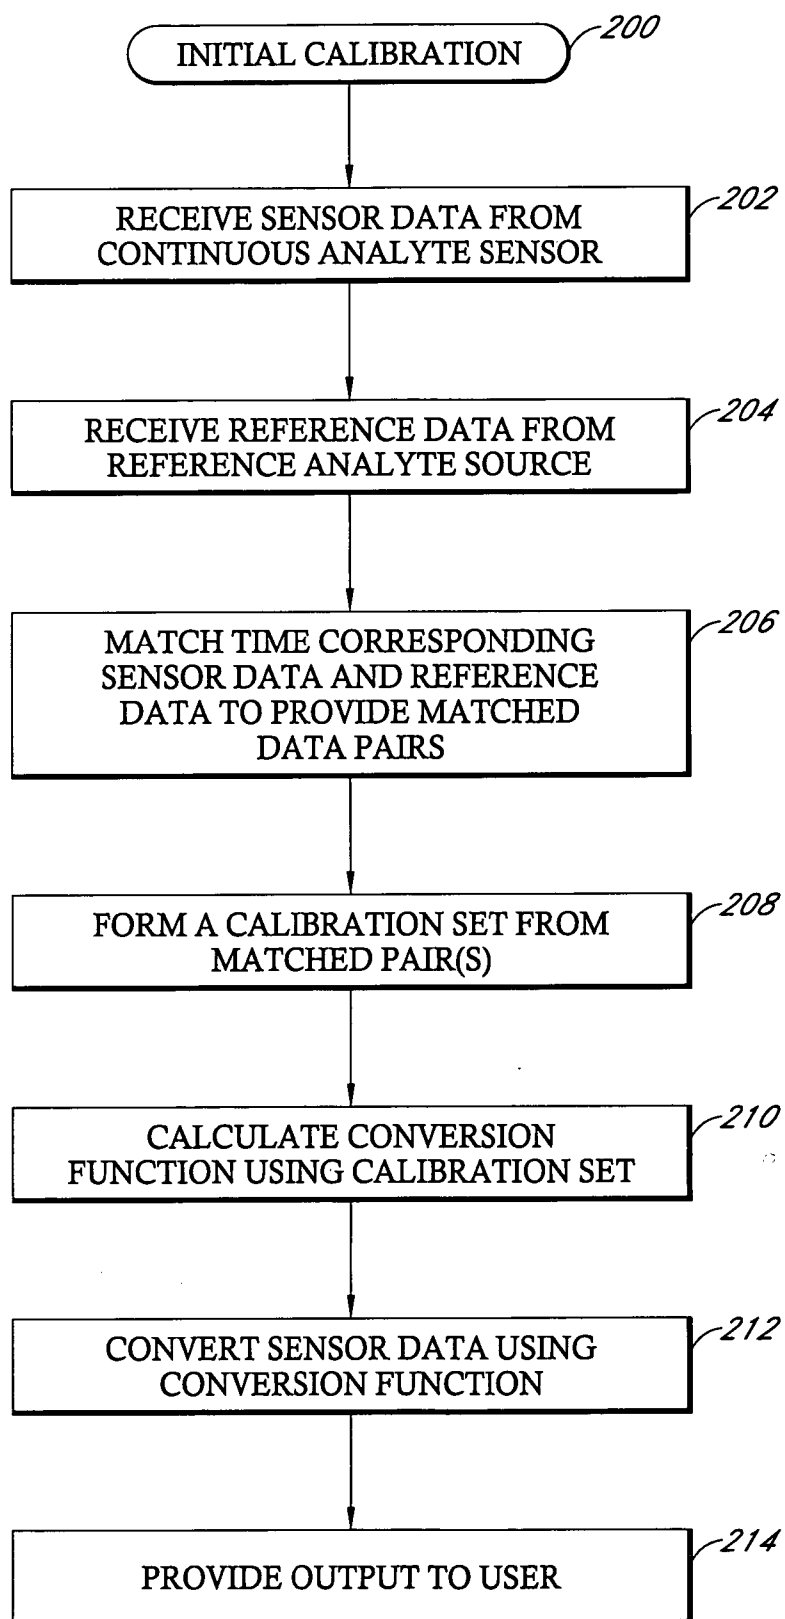 INITIAL CALIBRATION
200
RECEIVE SENSOR DATA FROM
CONTINUOUS ANALYTE SENSOR
202
RECEIVE REFERENCE DATA FROM
REFERENCE ANALYTE SOURCE
204
MATCH TIME CORRESPONDING
SENSOR DATA AND REFERENCE
DATA TO PROVIDE MATCHED
DATA PAIRS
206
FORM A CALIBRATION SET FROM
MATCHED PAIR(S)
208
CALCULATE CONVERSION
FUNCTION USING CALIBRATION SET
210
CONVERT SENSOR DATA USING
CONVERSION FUNCTION
212
PROVIDE OUTPUT TO USER
214